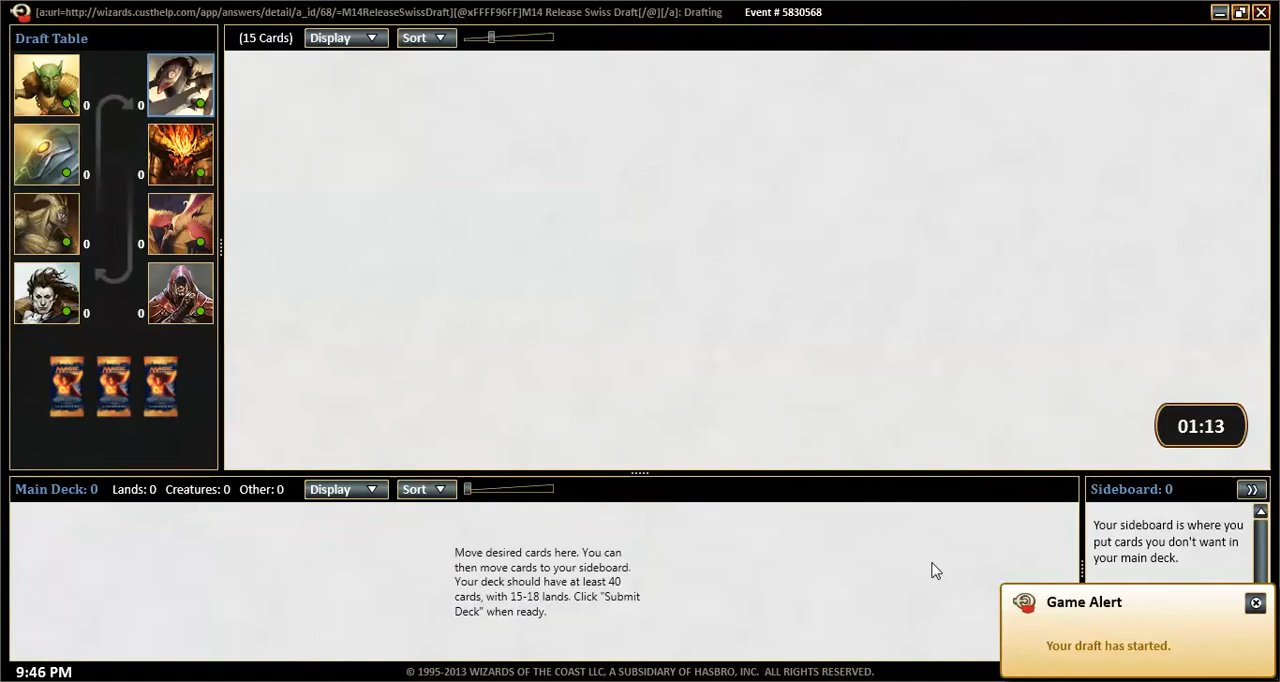 [a:url=http://wizards.custhelp.com/app/answers/detail/a_id/68/=M14ReleaseSwissDraft][@xFFFF96FF]M14 Release Swiss Draft[/@][/a]: Drafting Event # 5830568
Draft Table
(15 Cards) Display Sort
0 0
0 0
0 0
0 0
01:13
Main Deck: 0 Lands: 0 Creatures: 0 Other: 0 Display Sort
Sideboard: 0
Move desired cards here. You can
then move cards to your sideboard.
Your deck should have at least 40
cards, with 15-18 lands. Click "Submit
Deck" when ready.
Your sideboard is where you
put cards you don't want in
your main deck.
Game Alert
Your draft has started.
9:46 PM
© 1995-2013 WIZARDS OF THE COAST LLC, A SUBSIDIARY OF HASBRO, INC. ALL RIGHTS RESERVED.